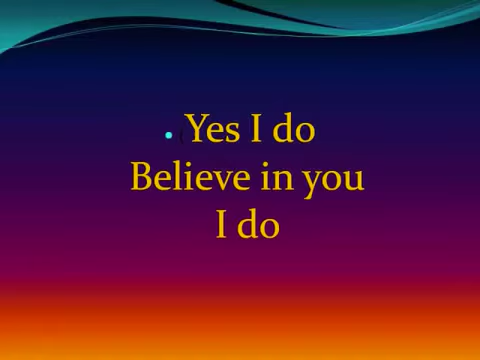 • Yes I do
Believe in you
I do